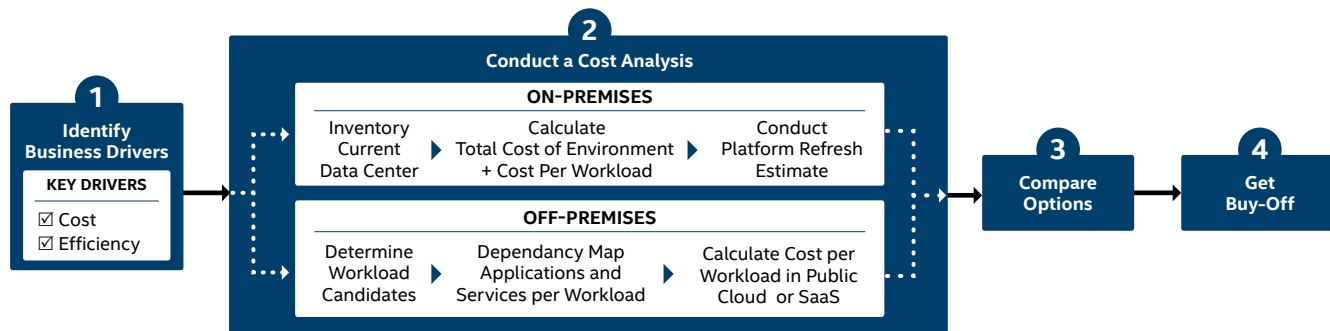 1
Identify
Business Drivers
KEY DRIVERS
☑ Cost
☑ Efficiency
2
Conduct a Cost Analysis
ON-PREMISES
Inventory
Current
Data Center
Calculate
Total Cost of Environment
+ Cost Per Workload
Conduct
Platform Refresh
Estimate
OFF-PREMISES
Determine
Workload
Candidates
Dependancy Map
Applications and
Services per Workload
Calculate Cost per
Workload in Public
Cloud or SaaS
3
Compare
Options
4
Get
Buy-Off